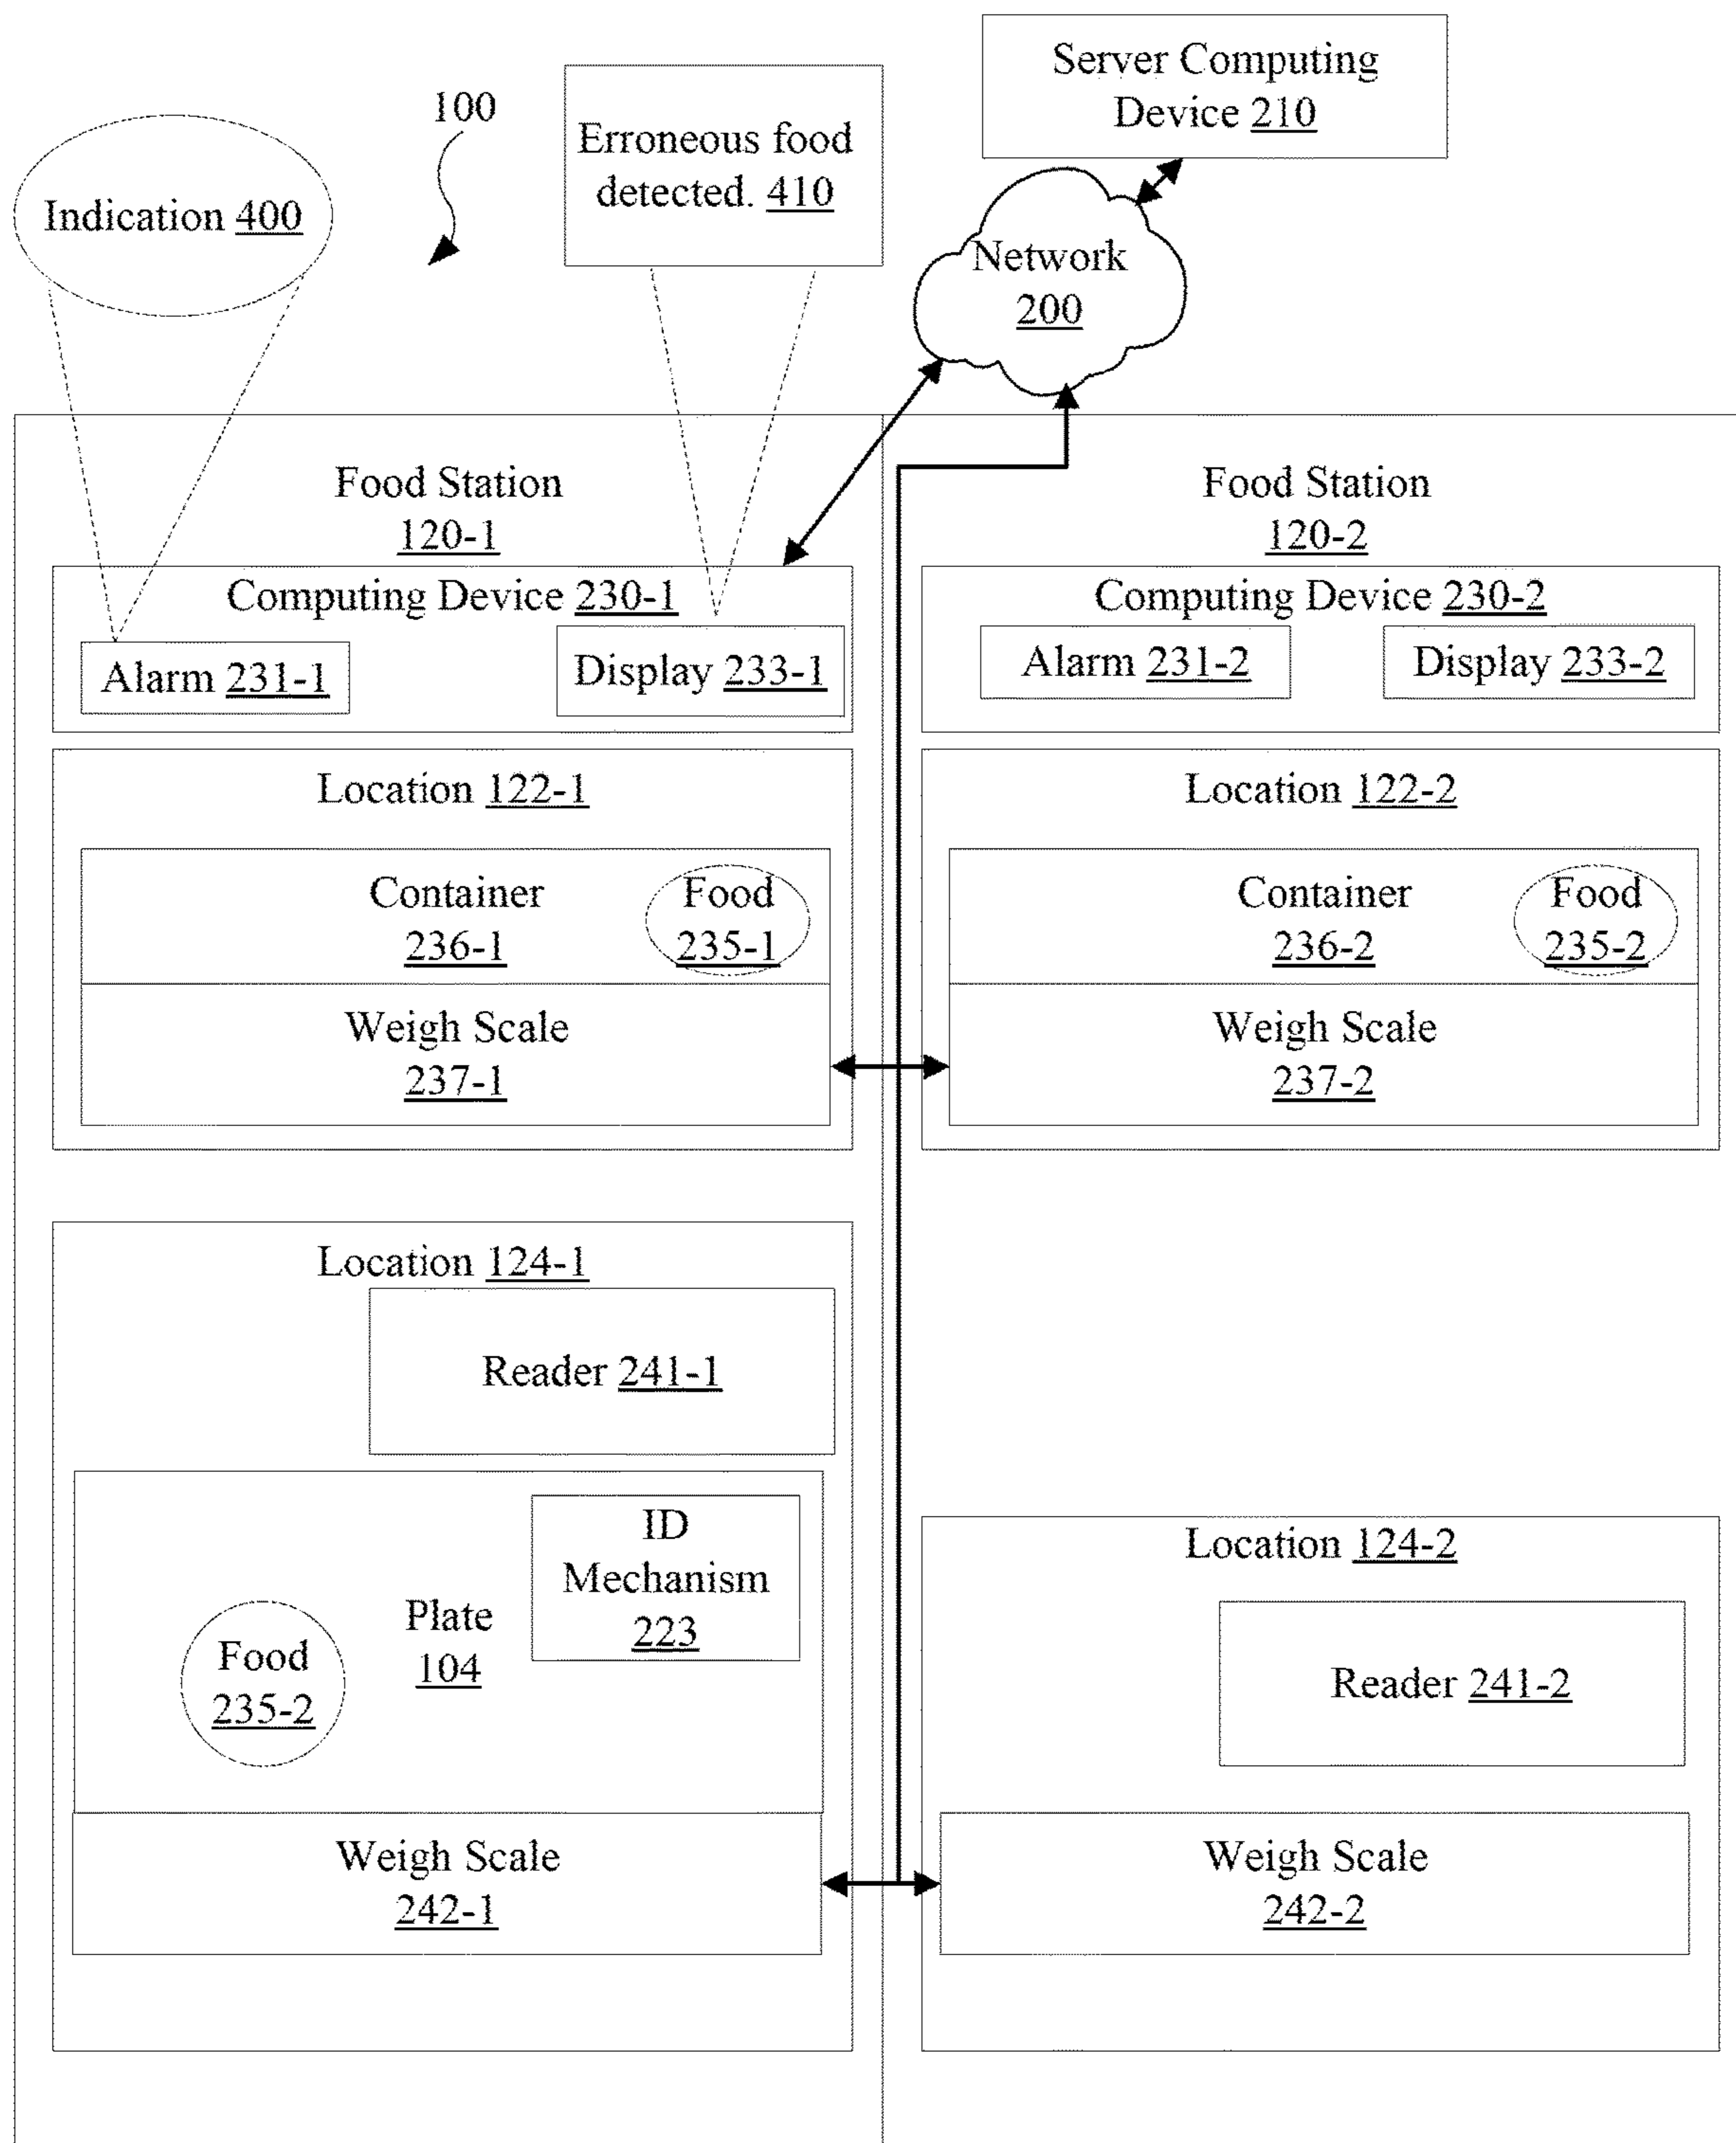 Server Computing
Device 210
100
Erroneous food
detected. 410
Indication 400
Network
200
Food Station
120-1
Computing Device 230-1
Alarm 231-1
Display 233-1
Location 122-1
Container
236-1
Food
235-1
Weigh Scale
237-1
Location 124-1
Reader 241-1
ID
Mechanism
223
Plate
104
Food
235-2
Weigh Scale
242-1
Food Station
120-2
Computing Device 230-2
Alarm 231-2
Display 233-2
Location 122-2
Container
236-2
Food
235-2
Weigh Scale
237-2
Location 124-2
Reader 241-2
Weigh Scale
242-2